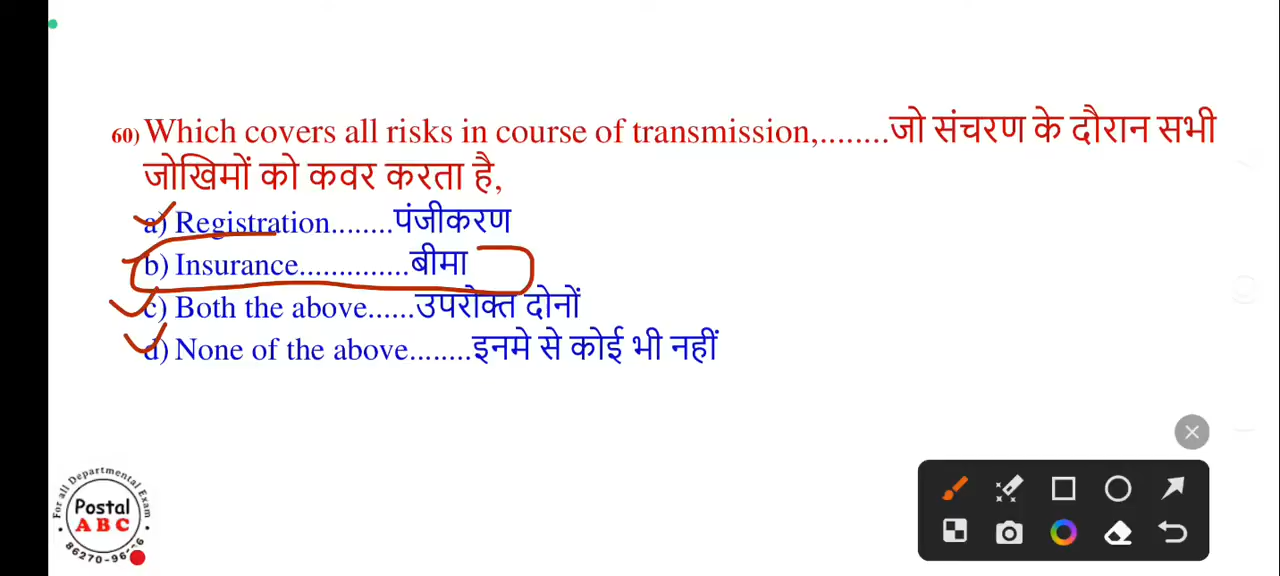 60) Which covers all risks in course of transmission,........जो संचरण के दौरान सभी
जोखिमों को कवर करता है,
a) Registration........पंजीकरण
b) Insurance..............बीमा
c) Both the above......उपरोक्त दोनों
d) None of the above........इनमे से कोई भी नहीं
For all Departmental Exam
Postal
A B C